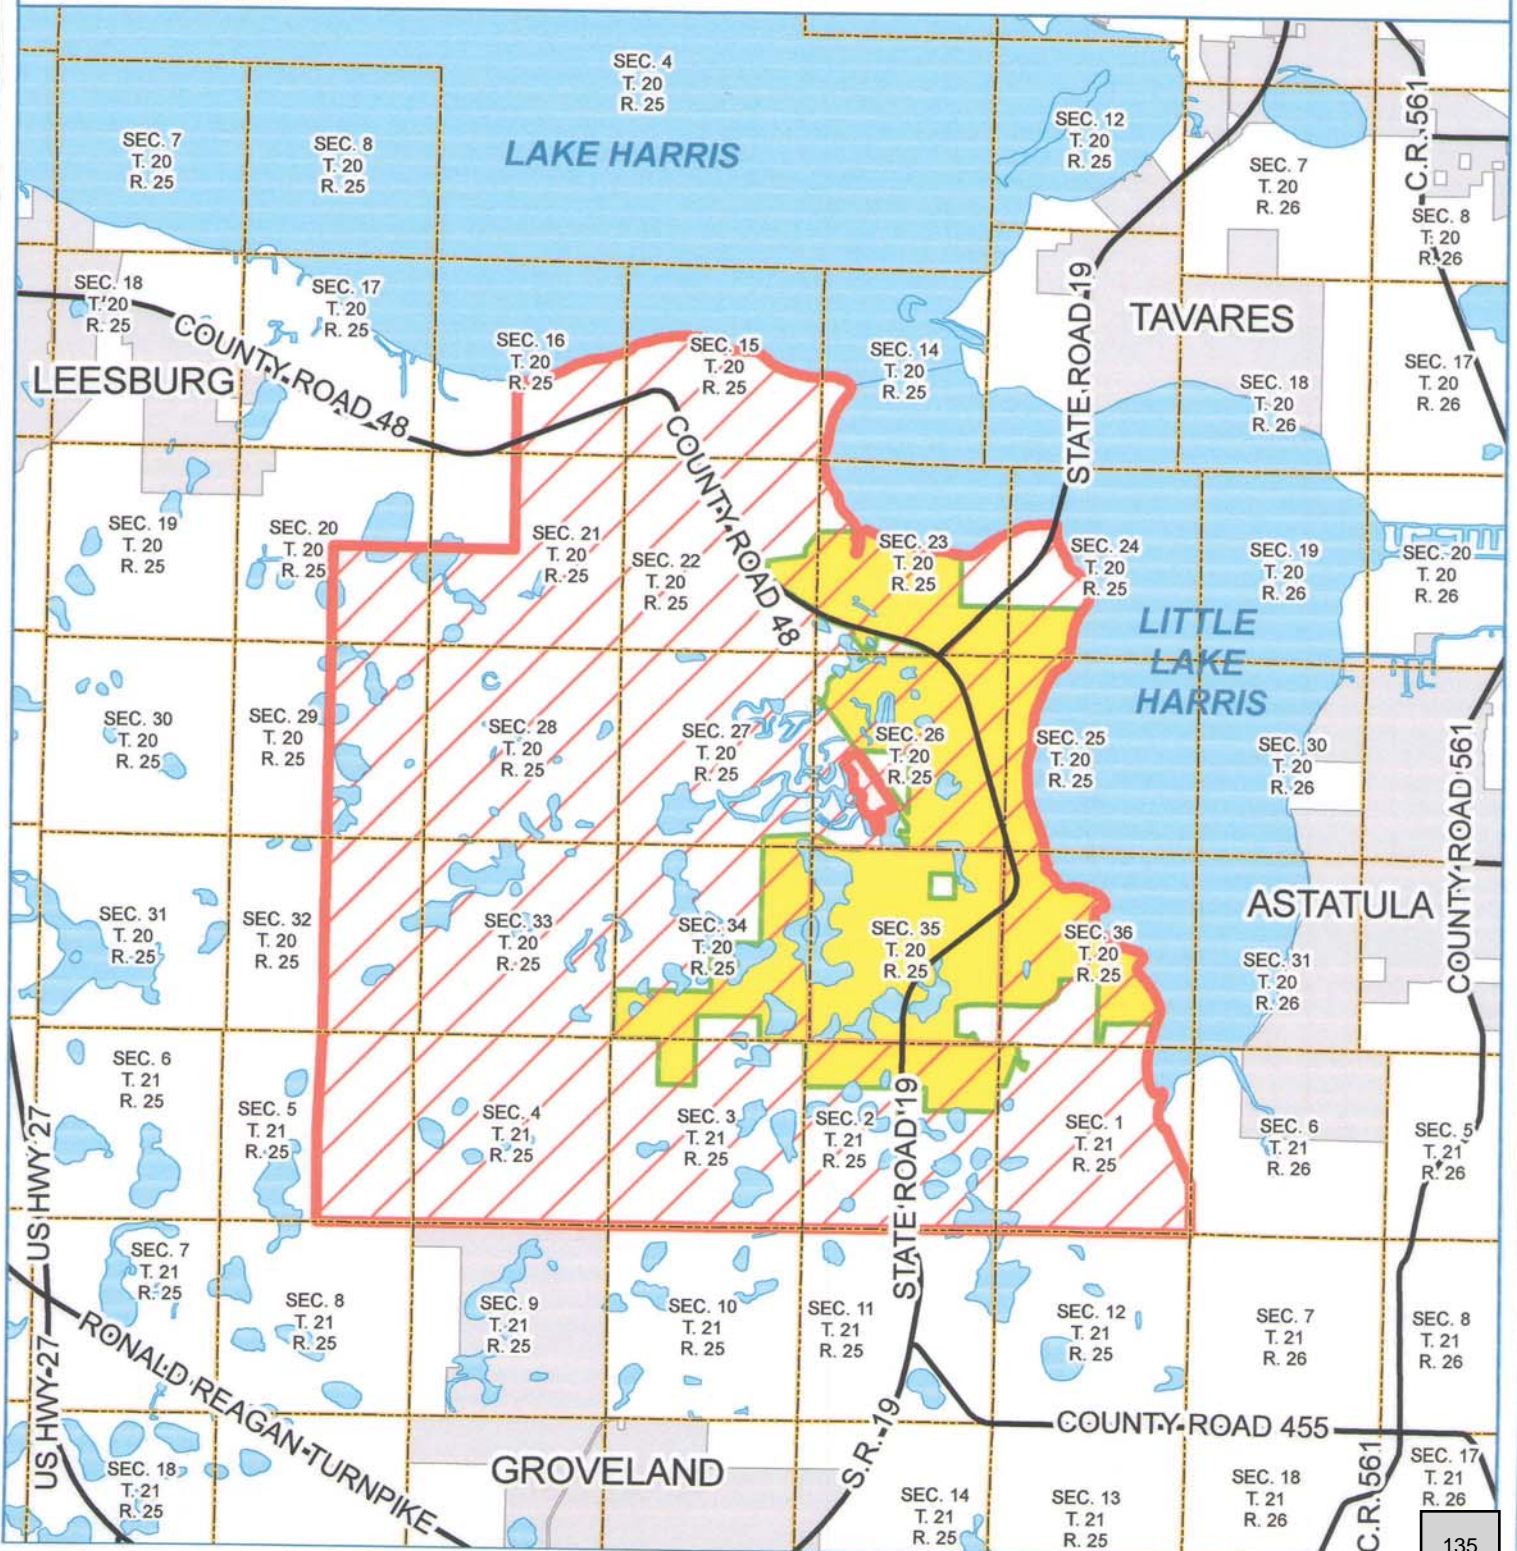 SEC. 4
T. 20
R. 25
SEC. 7
T. 20
R. 25
SEC. 8
T. 20
R. 25
LAKE HARRIS
SEC. 12
T. 20
R. 25
SEC. 7
T. 20
R. 26
C.R. 561
SEC. 8
T. 20
R. 26
SEC. 18
T. 20
R. 25
SEC. 17
T. 20
R. 25
COUNTY ROAD 48
LEESBURG
SEC. 16
T. 20
R. 25
SEC. 15
T. 20
R. 25
SEC. 14
T. 20
R. 25
STATE ROAD 19
TAVARES
SEC. 18
T. 20
R. 26
SEC. 17
T. 20
R. 26
SEC. 19
T. 20
R. 25
SEC. 20
T. 20
R. 25
SEC. 21
T. 20
R. 25
SEC. 22
T. 20
R. 25
COUNTY ROAD 48
SEC. 23
T. 20
R. 25
SEC. 24
T. 20
R. 25
SEC. 19
T. 20
R. 26
SEC. 20
T. 20
R. 26
LITTLE
LAKE
HARRIS
SEC. 30
T. 20
R. 25
SEC. 29
T. 20
R. 25
SEC. 28
T. 20
R. 25
SEC. 27
T. 20
R. 25
SEC. 26
T. 20
R. 25
SEC. 25
T. 20
R. 25
SEC. 30
T. 20
R. 26
COUNTY ROAD 561
ASTATULA
SEC. 31
T. 20
R. 25
SEC. 32
T. 20
R. 25
SEC. 33
T. 20
R. 25
SEC. 34
T. 20
R. 25
SEC. 35
T. 20
R. 25
SEC. 36
T. 20
R. 25
SEC. 31
T. 20
R. 26
SEC. 6
T. 21
R. 25
SEC. 5
T. 21
R. 25
SEC. 4
T. 21
R. 25
SEC. 3
T. 21
R. 25
SEC. 2
T. 21
R. 25
STATE ROAD 19
SEC. 1
T. 21
R. 25
SEC. 6
T. 21
R. 26
SEC. 5
T. 21
R. 26
US HWY 27
SEC. 7
T. 21
R. 25
SEC. 8
T. 21
R. 25
SEC. 9
T. 21
R. 25
SEC. 10
T. 21
R. 25
SEC. 11
T. 21
R. 25
SEC. 12
T. 21
R. 25
SEC. 7
T. 21
R. 26
SEC. 8
T. 21
R. 26
US HWY 27
RONALD REAGAN TURNPIKE
S.R. 19
COUNTY ROAD 455
GROVELAND
SEC. 18
T. 21
R. 25
SEC. 14
T. 21
R. 25
SEC. 13
T. 21
R. 25
SEC. 18
T. 21
R. 26
C.R. 561
SEC. 17
T. 21
R. 26
135